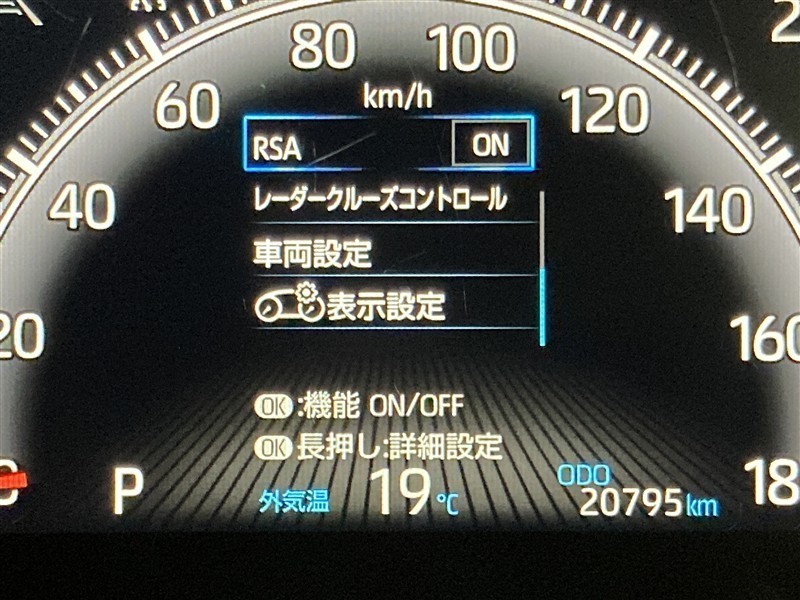 80 100
km/h
60 120
RSA ON
レーダークルーズコントロール
40 140
車両設定
表示設定
20 160
OK:機能 ON/OFF
OK長押し:詳細設定
P 外気温 19℃ ODO 20795km